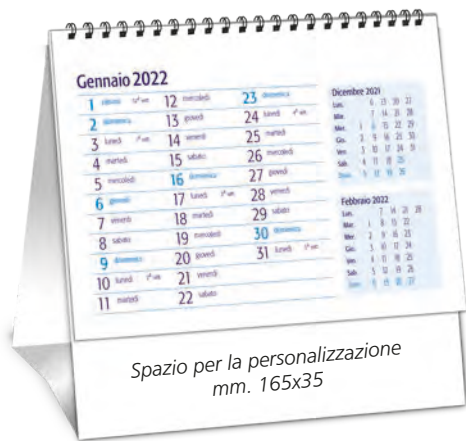 Gennaio 2022
1 sabato
2 domenica
3 lunedì
4 martedì
5 mercoledì
6 giovedì
7 venerdì
8 sabato
9 domenica
10 lunedì
11 martedì
12 mercoledì
13 giovedì
14 venerdì
15 sabato
16 domenica
17 lunedì
18 martedì
19 mercoledì
20 giovedì
21 venerdì
22 sabato
23 domenica
24 lunedì
25 martedì
26 mercoledì
27 giovedì
28 venerdì
29 sabato
30 domenica
31 lunedì
Dicembre 2021
Lun. 6 13 20 27
7 14 21 28
Mer. 1 8 15 22 29
Gio. 2 9 16 23 30
Ven. 3 10 17 24 31
Sab. 4 11 18 25
Dom. 5 12 19 26
Febbraio 2022
Lun. 7 14 21 28
Mar. 1 8 15 22
Mer. 2 9 16 23
Gio. 3 10 17 24
Ven. 4 11 18 25
Sab. 5 12 19 26
Dom. 6 13 20 27
Spazio per la personalizzazione
mm. 165x35